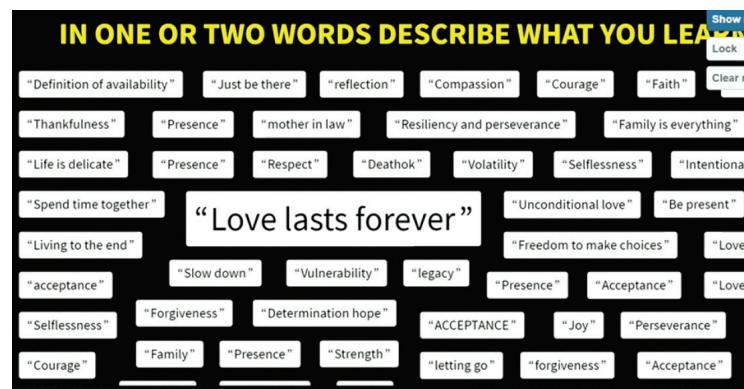 IN ONE OR TWO WORDS DESCRIBE WHAT YOU
Show
Lock
Clear
“Definition of availability” “Just be there” “reflection” “Compassion” “Courage” “Faith”
“Thankfulness” “Presence” “mother in law” “Resiliency and perseverance” “Family is everything”
“Life is delicate” “Presence” “Respect” “Deathok” “Volatility” “Selflessness”
“Spend time together” “Love lasts forever” “Unconditional love” “Be present”
“Living to the end” “Freedom to make choices” “Love
“Slow down” “Vulnerability” “legacy”
“acceptance” “Presence” “Acceptance” “Love
“Forgiveness” “Determination hope”
“Selflessness” “ACCEPTANCE” “Joy” “Perseverance”
“Family” “Presence” “Strength”
“Courage” “letting go” “forgiveness” “Acceptance”